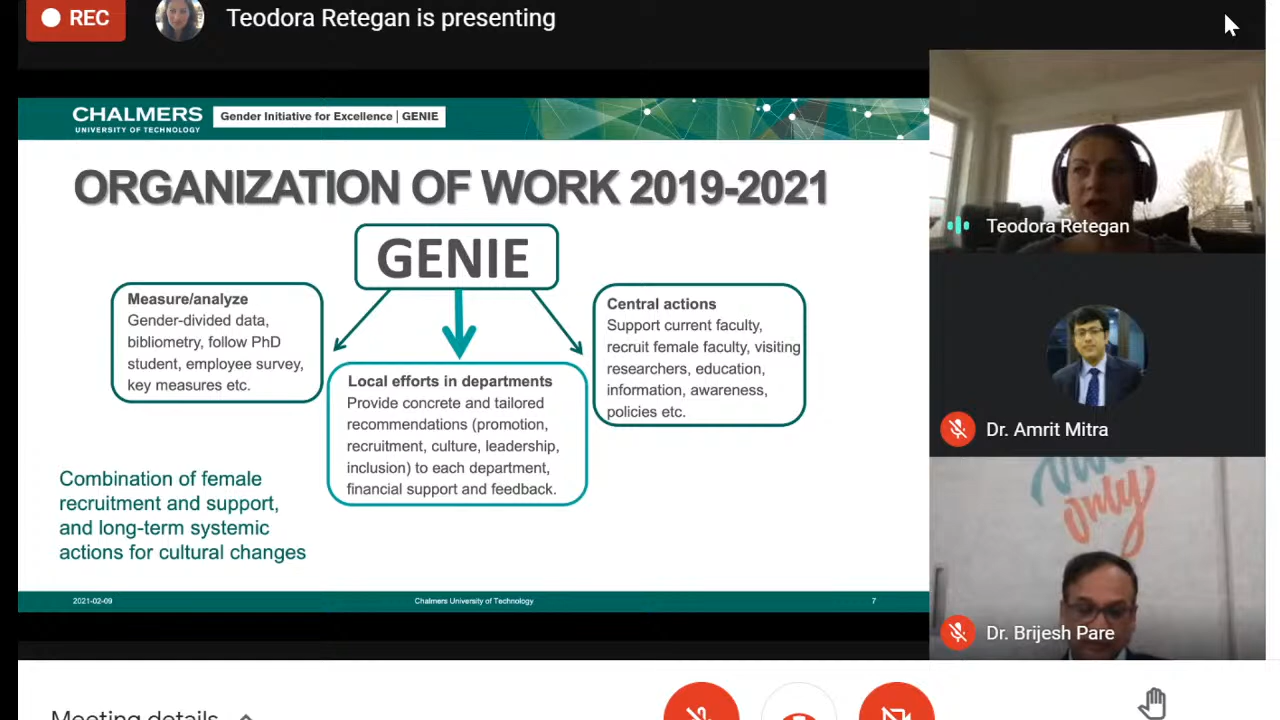 REC
Teodora Retegan is presenting
CHALMERS
UNIVERSITY OF TECHNOLOGY
Gender Initiative for Excellence | GENIE
ORGANIZATION OF WORK 2019-2021
GENIE
Measure/analyze
Gender-divided data,
bibliometry, follow PhD
student, employee survey,
key measures etc.
Local efforts in departments
Provide concrete and tailored
recommendations (promotion,
recruitment, culture, leadership,
inclusion) to each department,
financial support and feedback.
Central actions
Support current faculty,
recruit female faculty, visiting
researchers, education,
information, awareness,
policies etc.
Combination of female
recruitment and support,
and long-term systemic
actions for cultural changes
2021-02-09
Chalmers University of Technology
7
Teodora Retegan
Dr. Amrit Mitra
only
Dr. Brijesh Pare
Meeting details